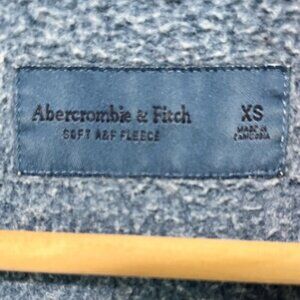 Abercrombie & Fitch
SOFT A&F FLEECE
XS
MADE IN
CAMBODIA